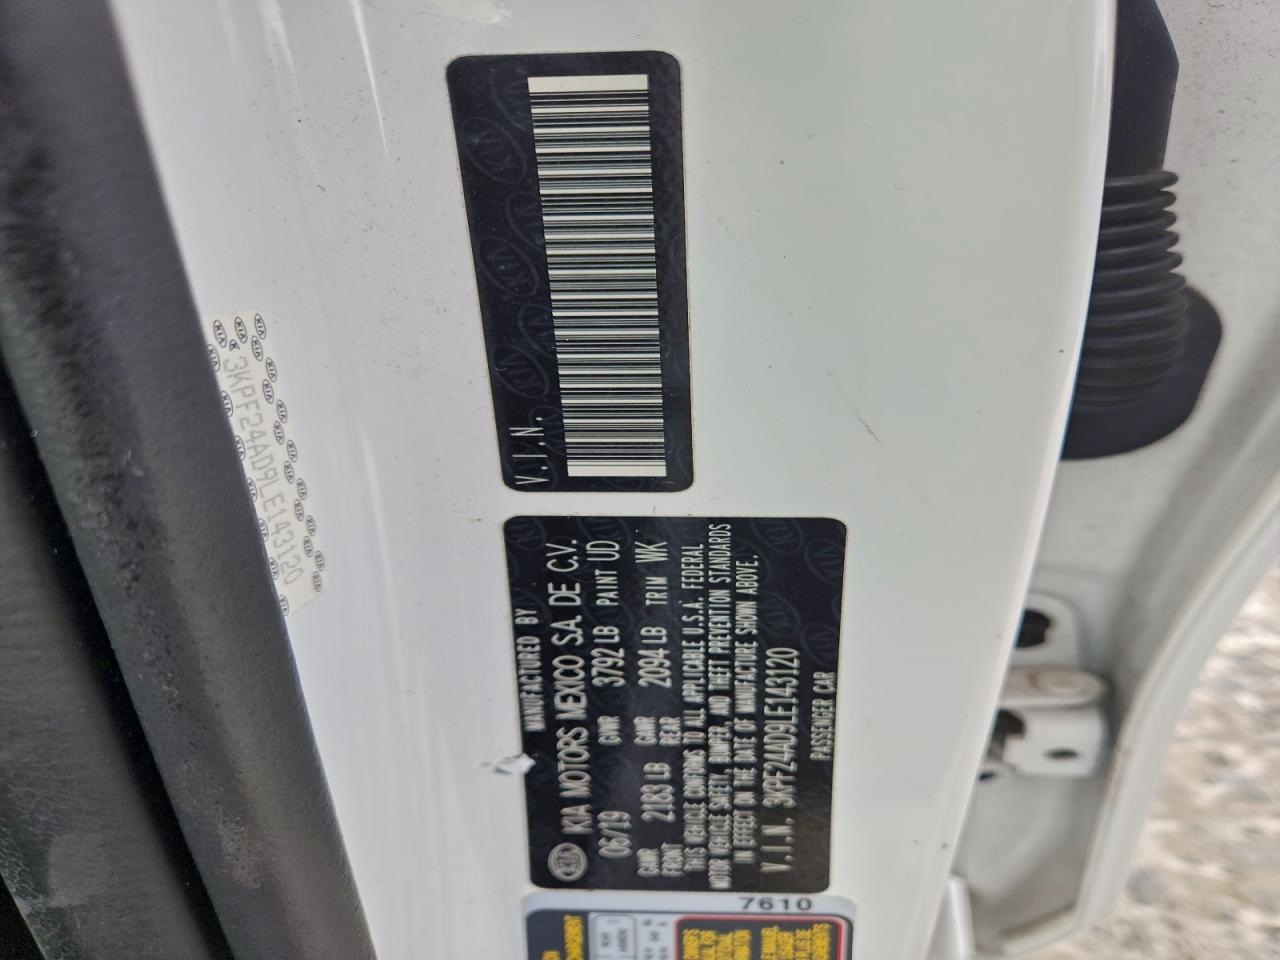 V.I.N.
3KPF24AD9LE143120
MANUFACTURED BY
KIA KIA MOTORS MEXICO S.A. DE C.V.
06/19 GVWR 3792 LB PAINT UD
GAWR FRONT 2183 LB GAWR REAR 2094 LB TRIM WK
THIS VEHICLE CONFORMS TO ALL APPLICABLE U.S.A. FEDERAL
MOTOR VEHICLE SAFETY, BUMPER, AND THEFT PREVENTION STANDARDS
IN EFFECT ON THE DATE OF MANUFACTURE SHOWN ABOVE.
V.I.N. 3KPF24AD9LE143120
PASSENGER CAR
7610